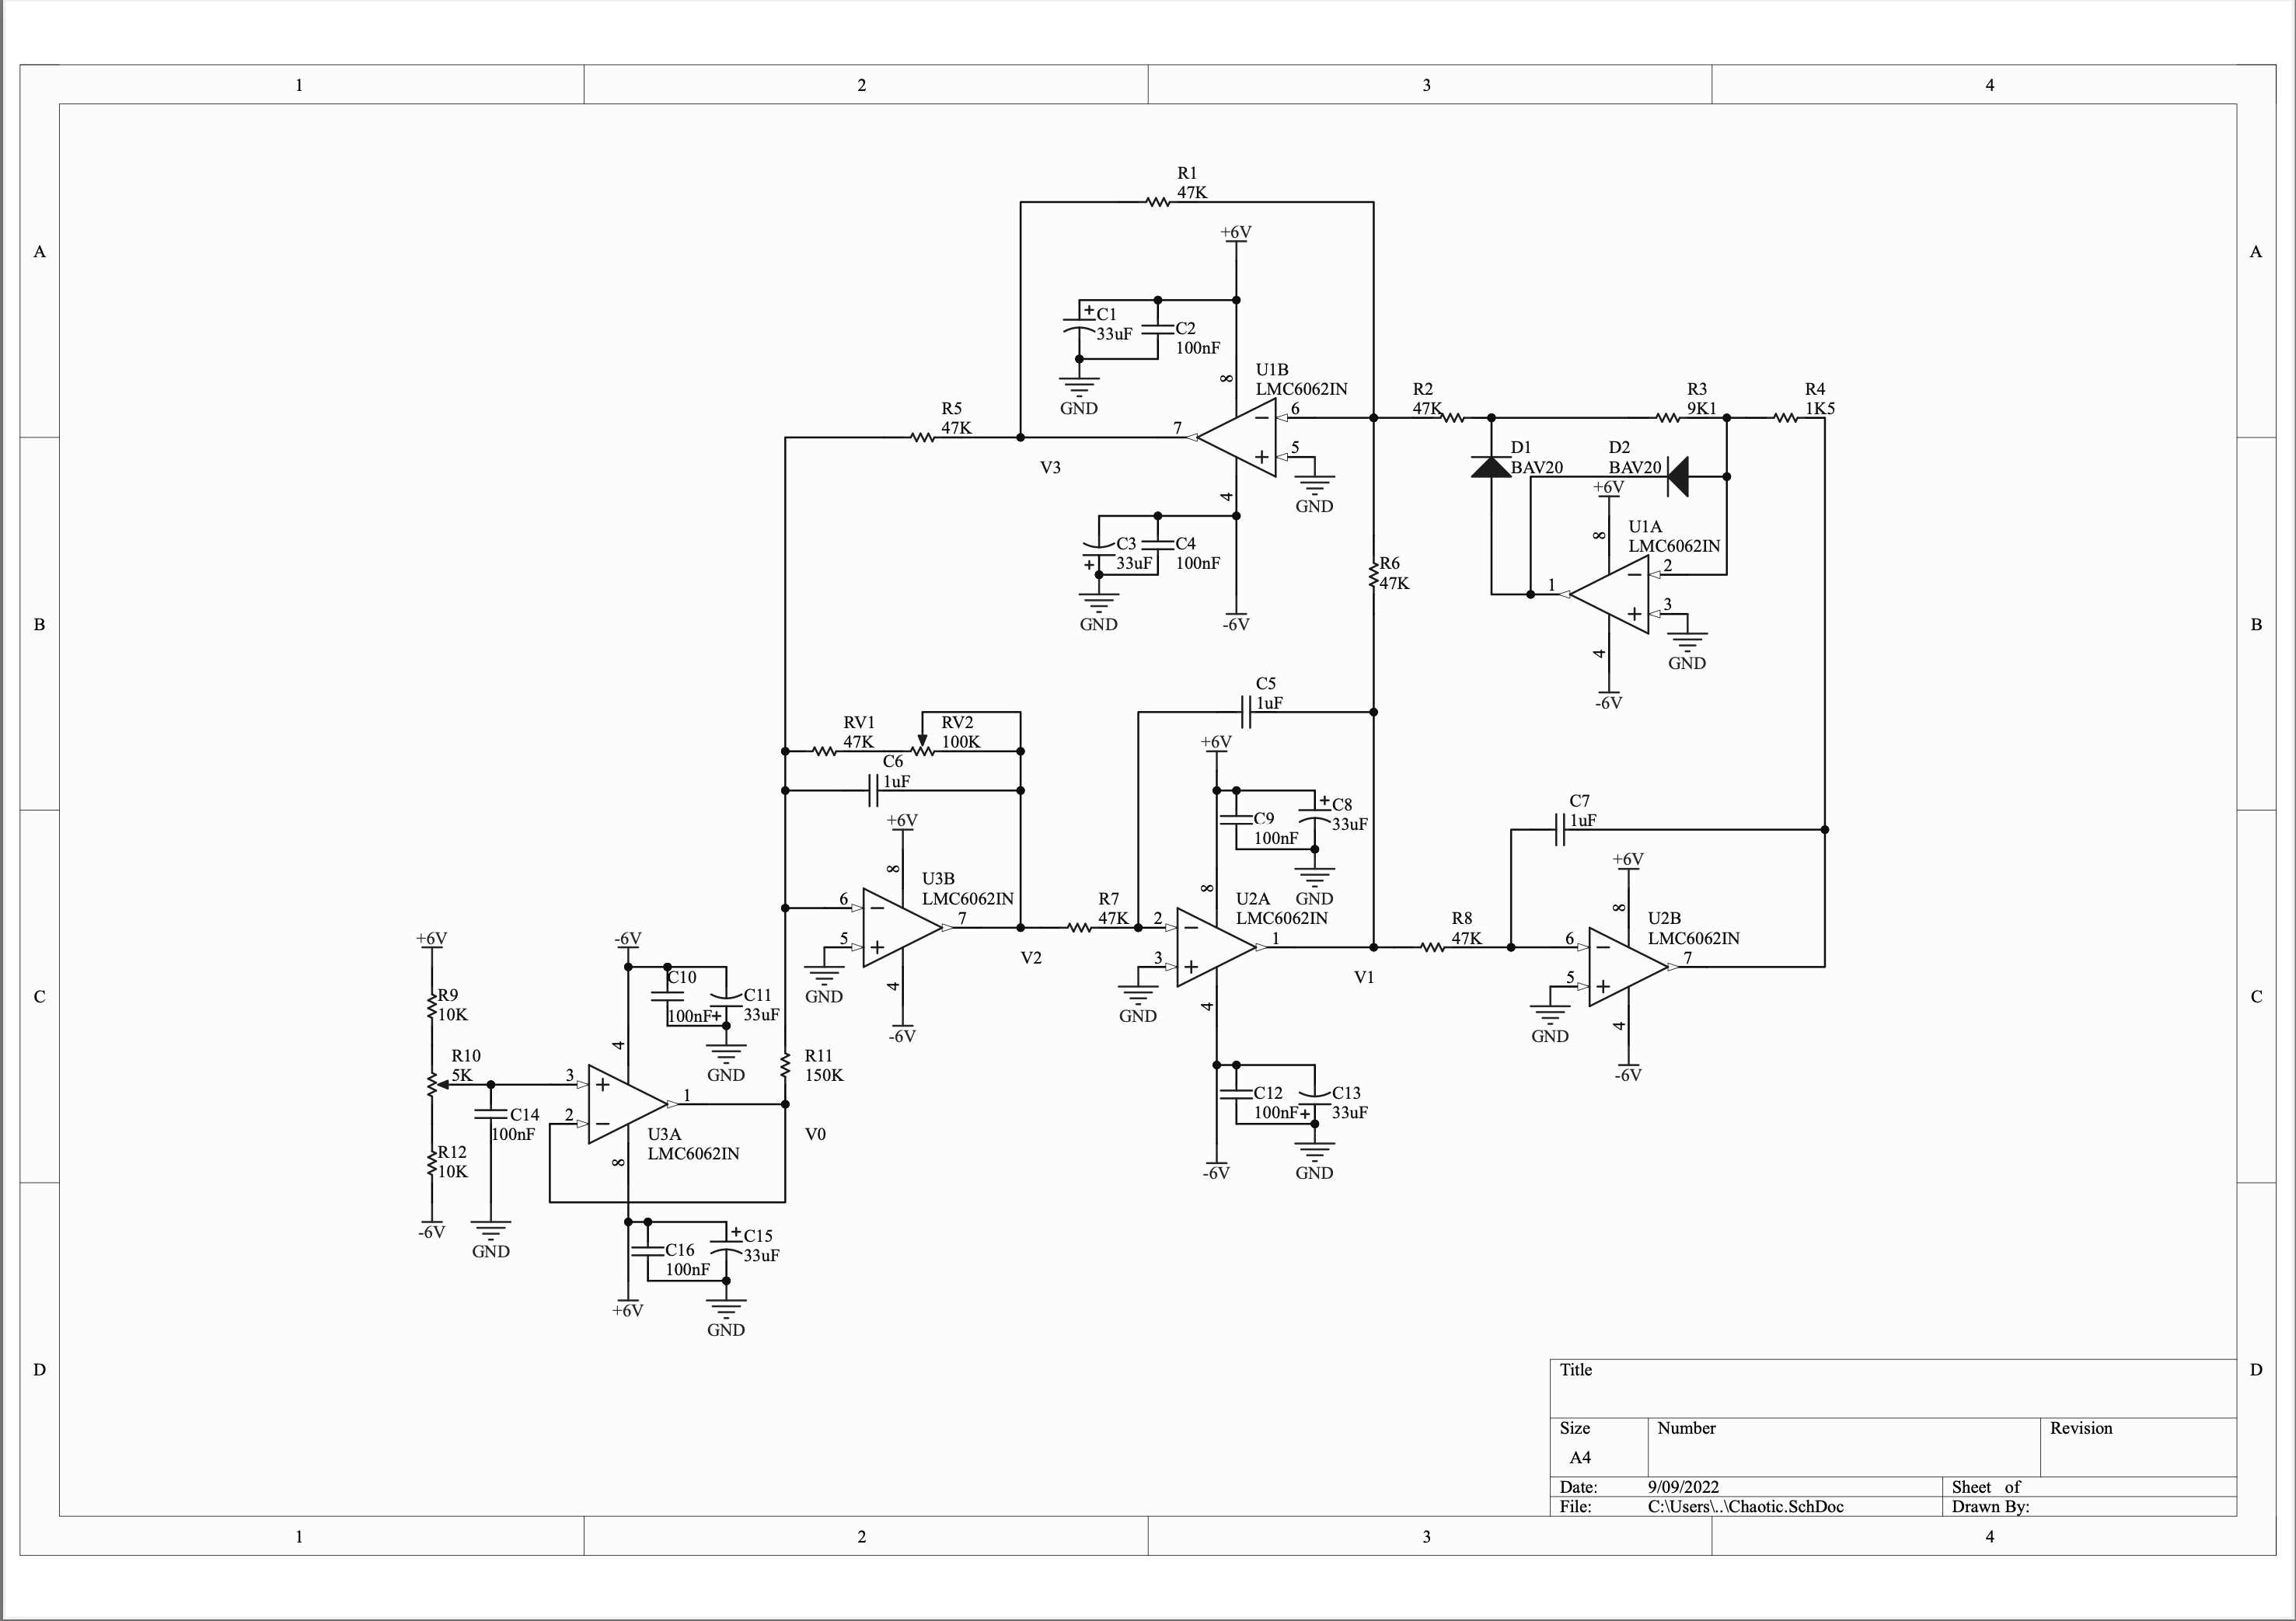 1
2
3
4
A
A
R1
47K
+6V
C1
33uF
C2
100nF
GND
8
U1B
LMC6062IN
6
7
5
+
−
GND
4
R2
47K
R3
9K1
R4
1K5
R5
47K
V3
D1
BAV20
D2
BAV20
+6V
8
U1A
LMC6062IN
2
1
3
GND
4
-6V
C3
33uF
C4
100nF
GND
-6V
R6
47K
B
B
C5
1uF
RV1
47K
RV2
100K
C6
1uF
+6V
C9
100nF
C8
33uF
GND
C7
1uF
+6V
8
U3B
LMC6062IN
6
7
5
GND
4
-6V
V2
R7
47K
8
U2A
LMC6062IN
2
1
3
GND
4
V1
R8
47K
+6V
8
U2B
LMC6062IN
6
7
5
GND
4
-6V
C
C
+6V
R9
10K
R10
5K
R12
10K
-6V
C14
100nF
GND
-6V
C10
100nF
C11
33uF
GND
4
3
1
2
U3A
LMC6062IN
8
R11
150K
V0
C16
100nF
C15
33uF
GND
+6V
C12
100nF
C13
33uF
GND
-6V
D
D
Title
Size
Number
Revision
A4
Date:
9/09/2022
Sheet of
File:
C:\Users\..\Chaotic.SchDoc
Drawn By:
1
2
3
4